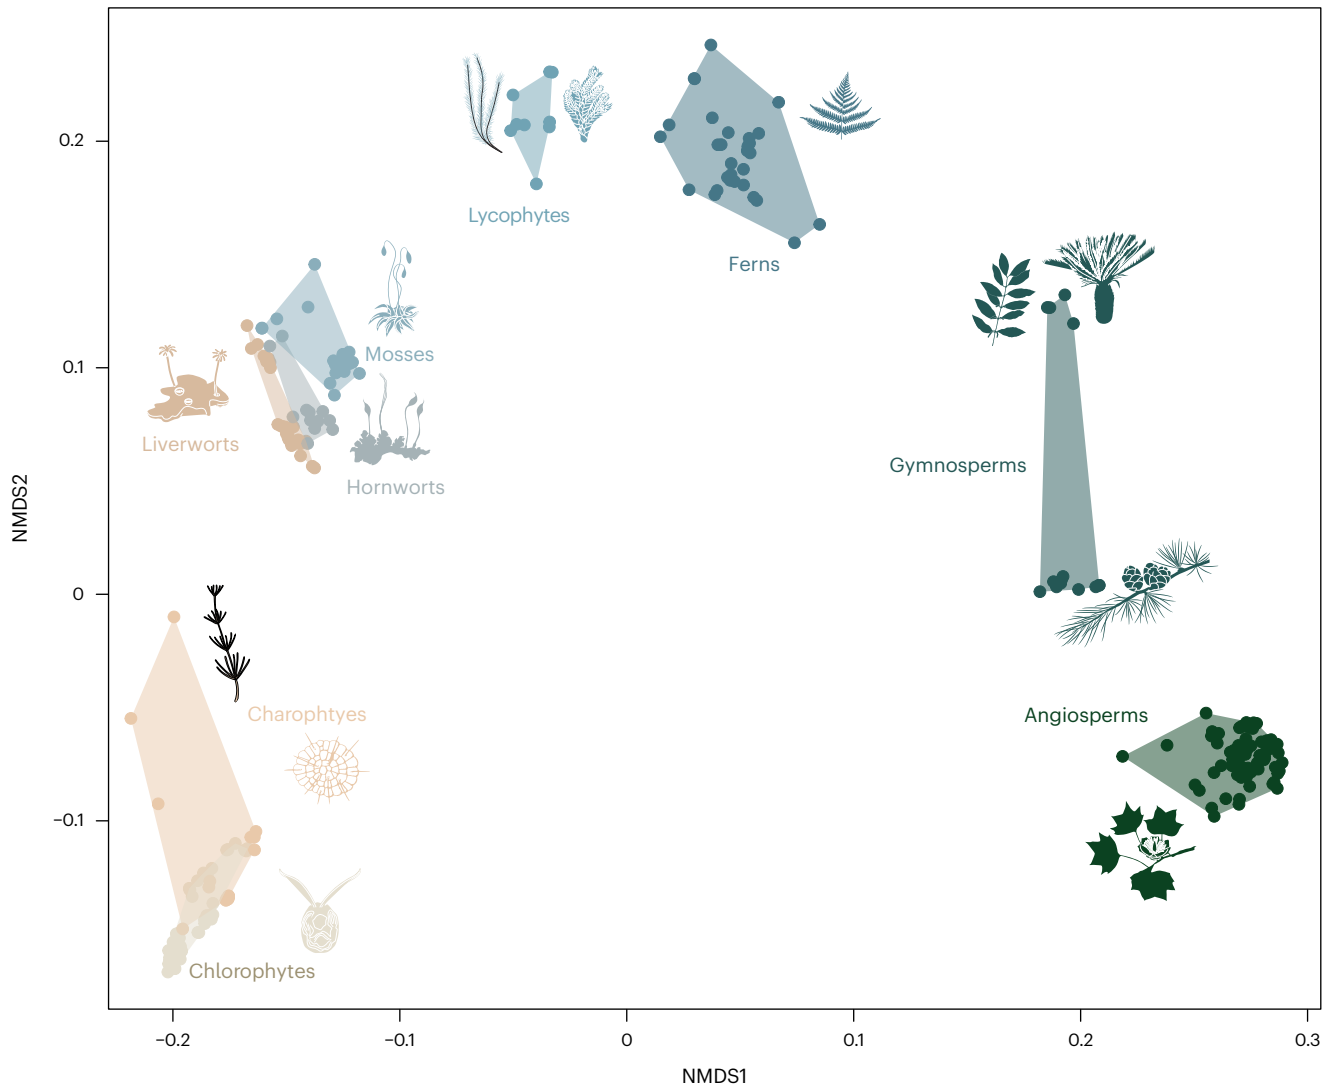 0.2
0.1
0
−0.1
NMDS2
Lycophytes
Ferns
Mosses
Liverworts
Hornworts
Gymnosperms
Charophtyes
Angiosperms
Chlorophytes
−0.2
−0.1
0
0.1
0.2
0.3
NMDS1